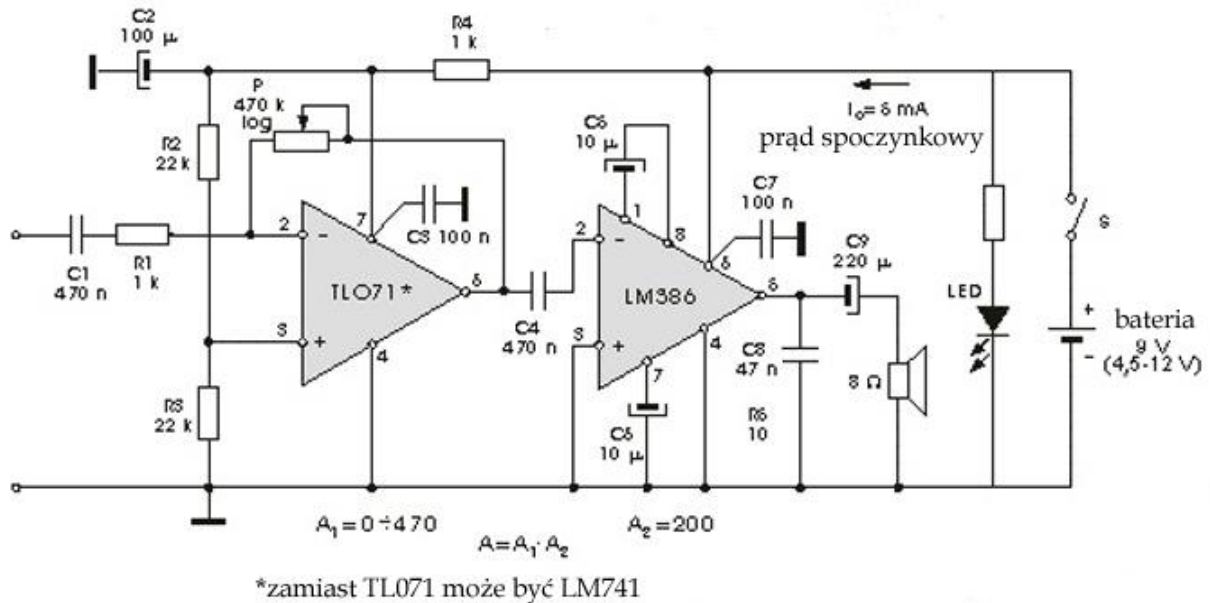 C2
100 µ
R4
1 k
P
470 k
log
I₀= 6 mA
prąd spoczynkowy
R2
22 k
C6
10 µ
C7
100 n
1
8
2
7
C3 100 n
2
C9
220 µ
S
C1
470 n
R1
1 k
TL071*
6
C4
470 n
LM386
6
6
LED
+
bateria
9 V
(4,5-12 V)
-
3
+
4
3
+
7
4
C8
47 n
8 Ω
R3
22 k
C6
10 µ
R6
10
A₁=0÷470
A₂=200
A=A₁·A₂
*zamiast TL071 może być LM741